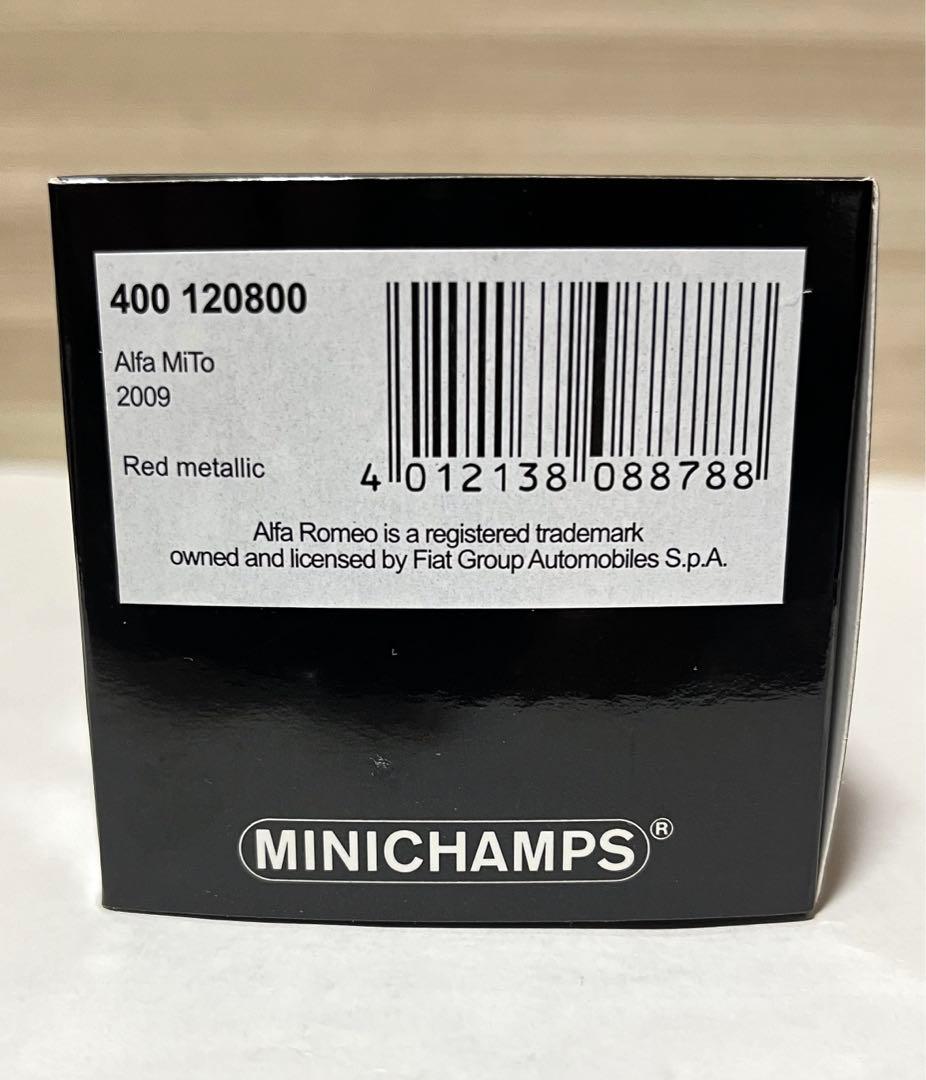 400 120800
Alfa MiTo
2009
Red metallic
4 012138 088788
Alfa Romeo is a registered trademark
owned and licensed by Fiat Group Automobiles S.p.A.
MINICHAMPS®